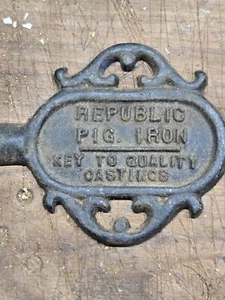 REPUBLIC
PIG. IRON
KEY TO QUALITY
CASTINGS